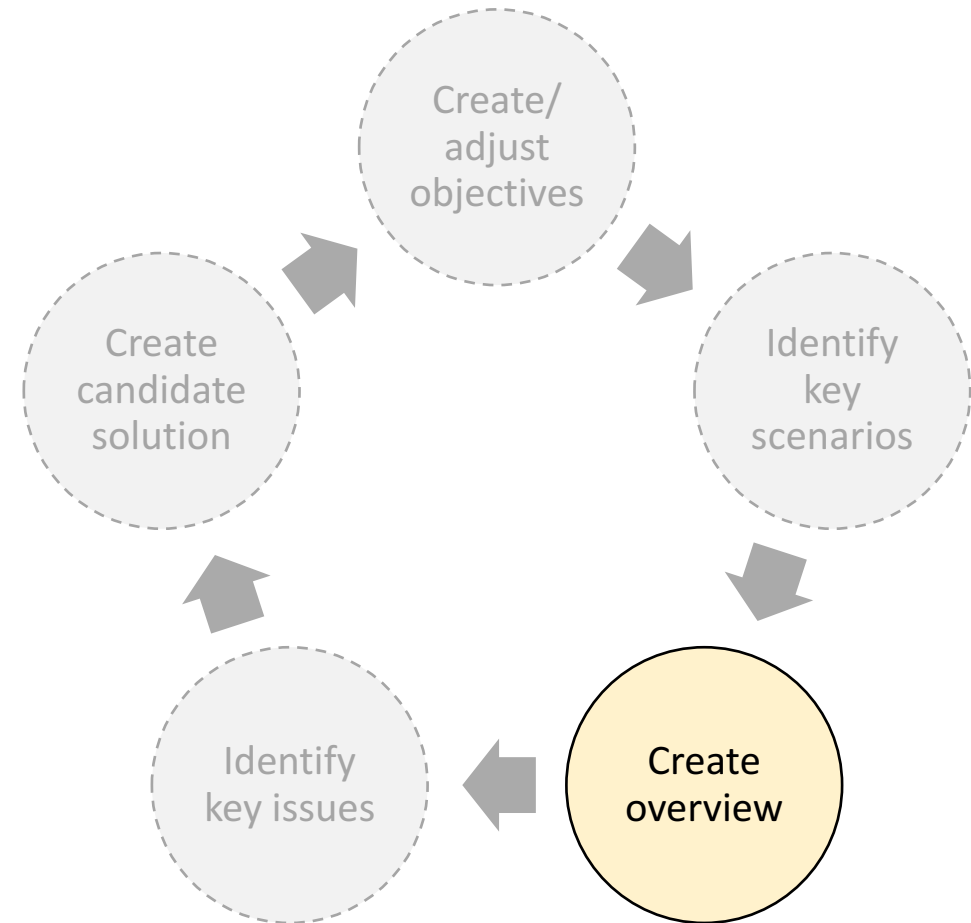 Create/
adjust
objectives
Identify
key
scenarios
Create
overview
Identify
key issues
Create
candidate
solution